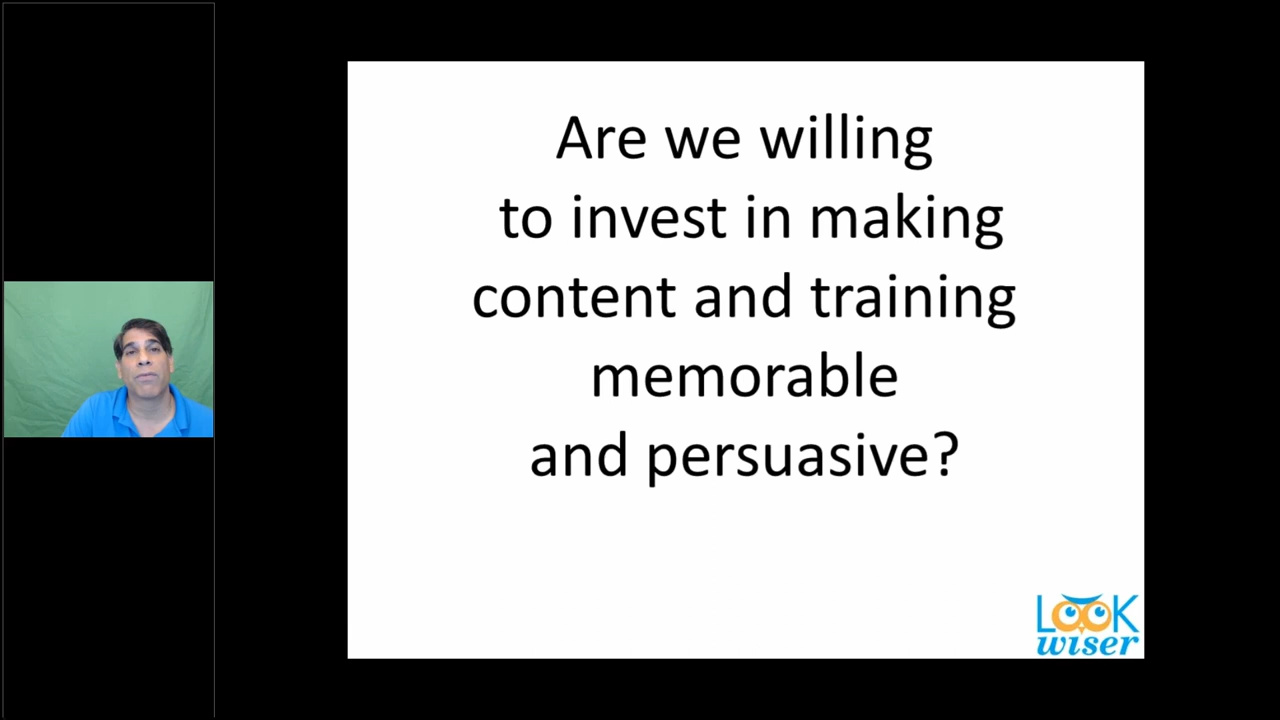 Are we willing
to invest in making
content and training
memorable
and persuasive?
LOOK
wiser